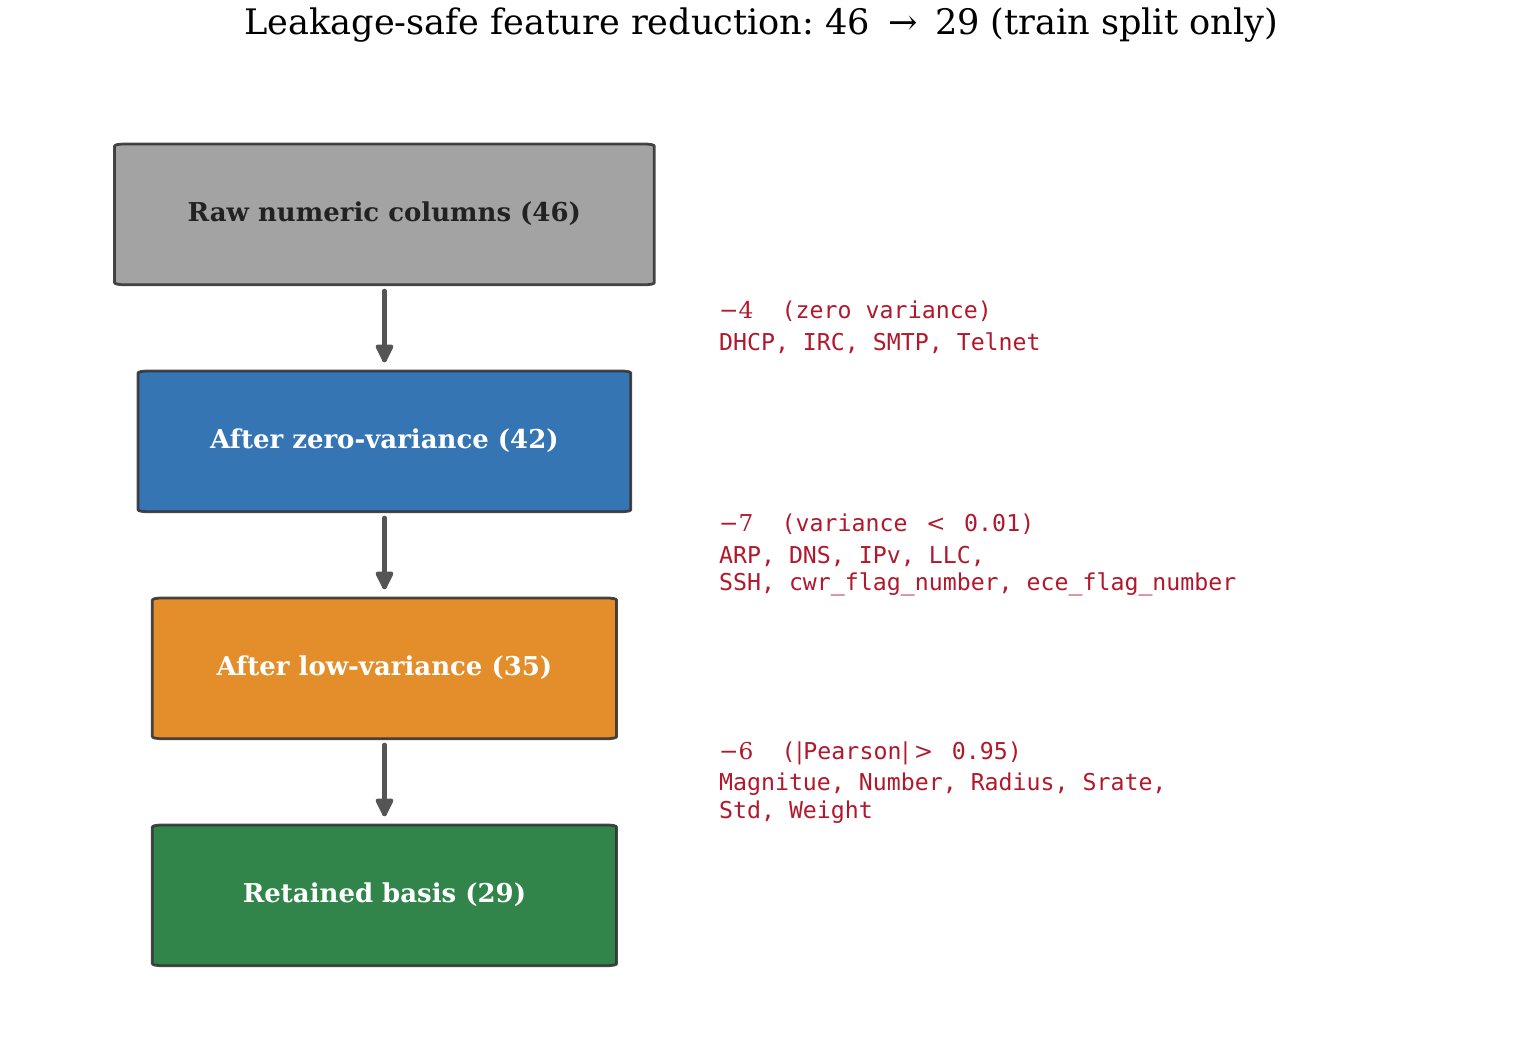 Leakage-safe feature reduction: 46 → 29 (train split only)
Raw numeric columns (46)
−4 (zero variance)
DHCP, IRC, SMTP, Telnet
After zero-variance (42)
−7 (variance < 0.01)
ARP, DNS, IPv, LLC,
SSH, cwr_flag_number, ece_flag_number
After low-variance (35)
−6 (|Pearson|> 0.95)
Magnitue, Number, Radius, Srate,
Std, Weight
Retained basis (29)